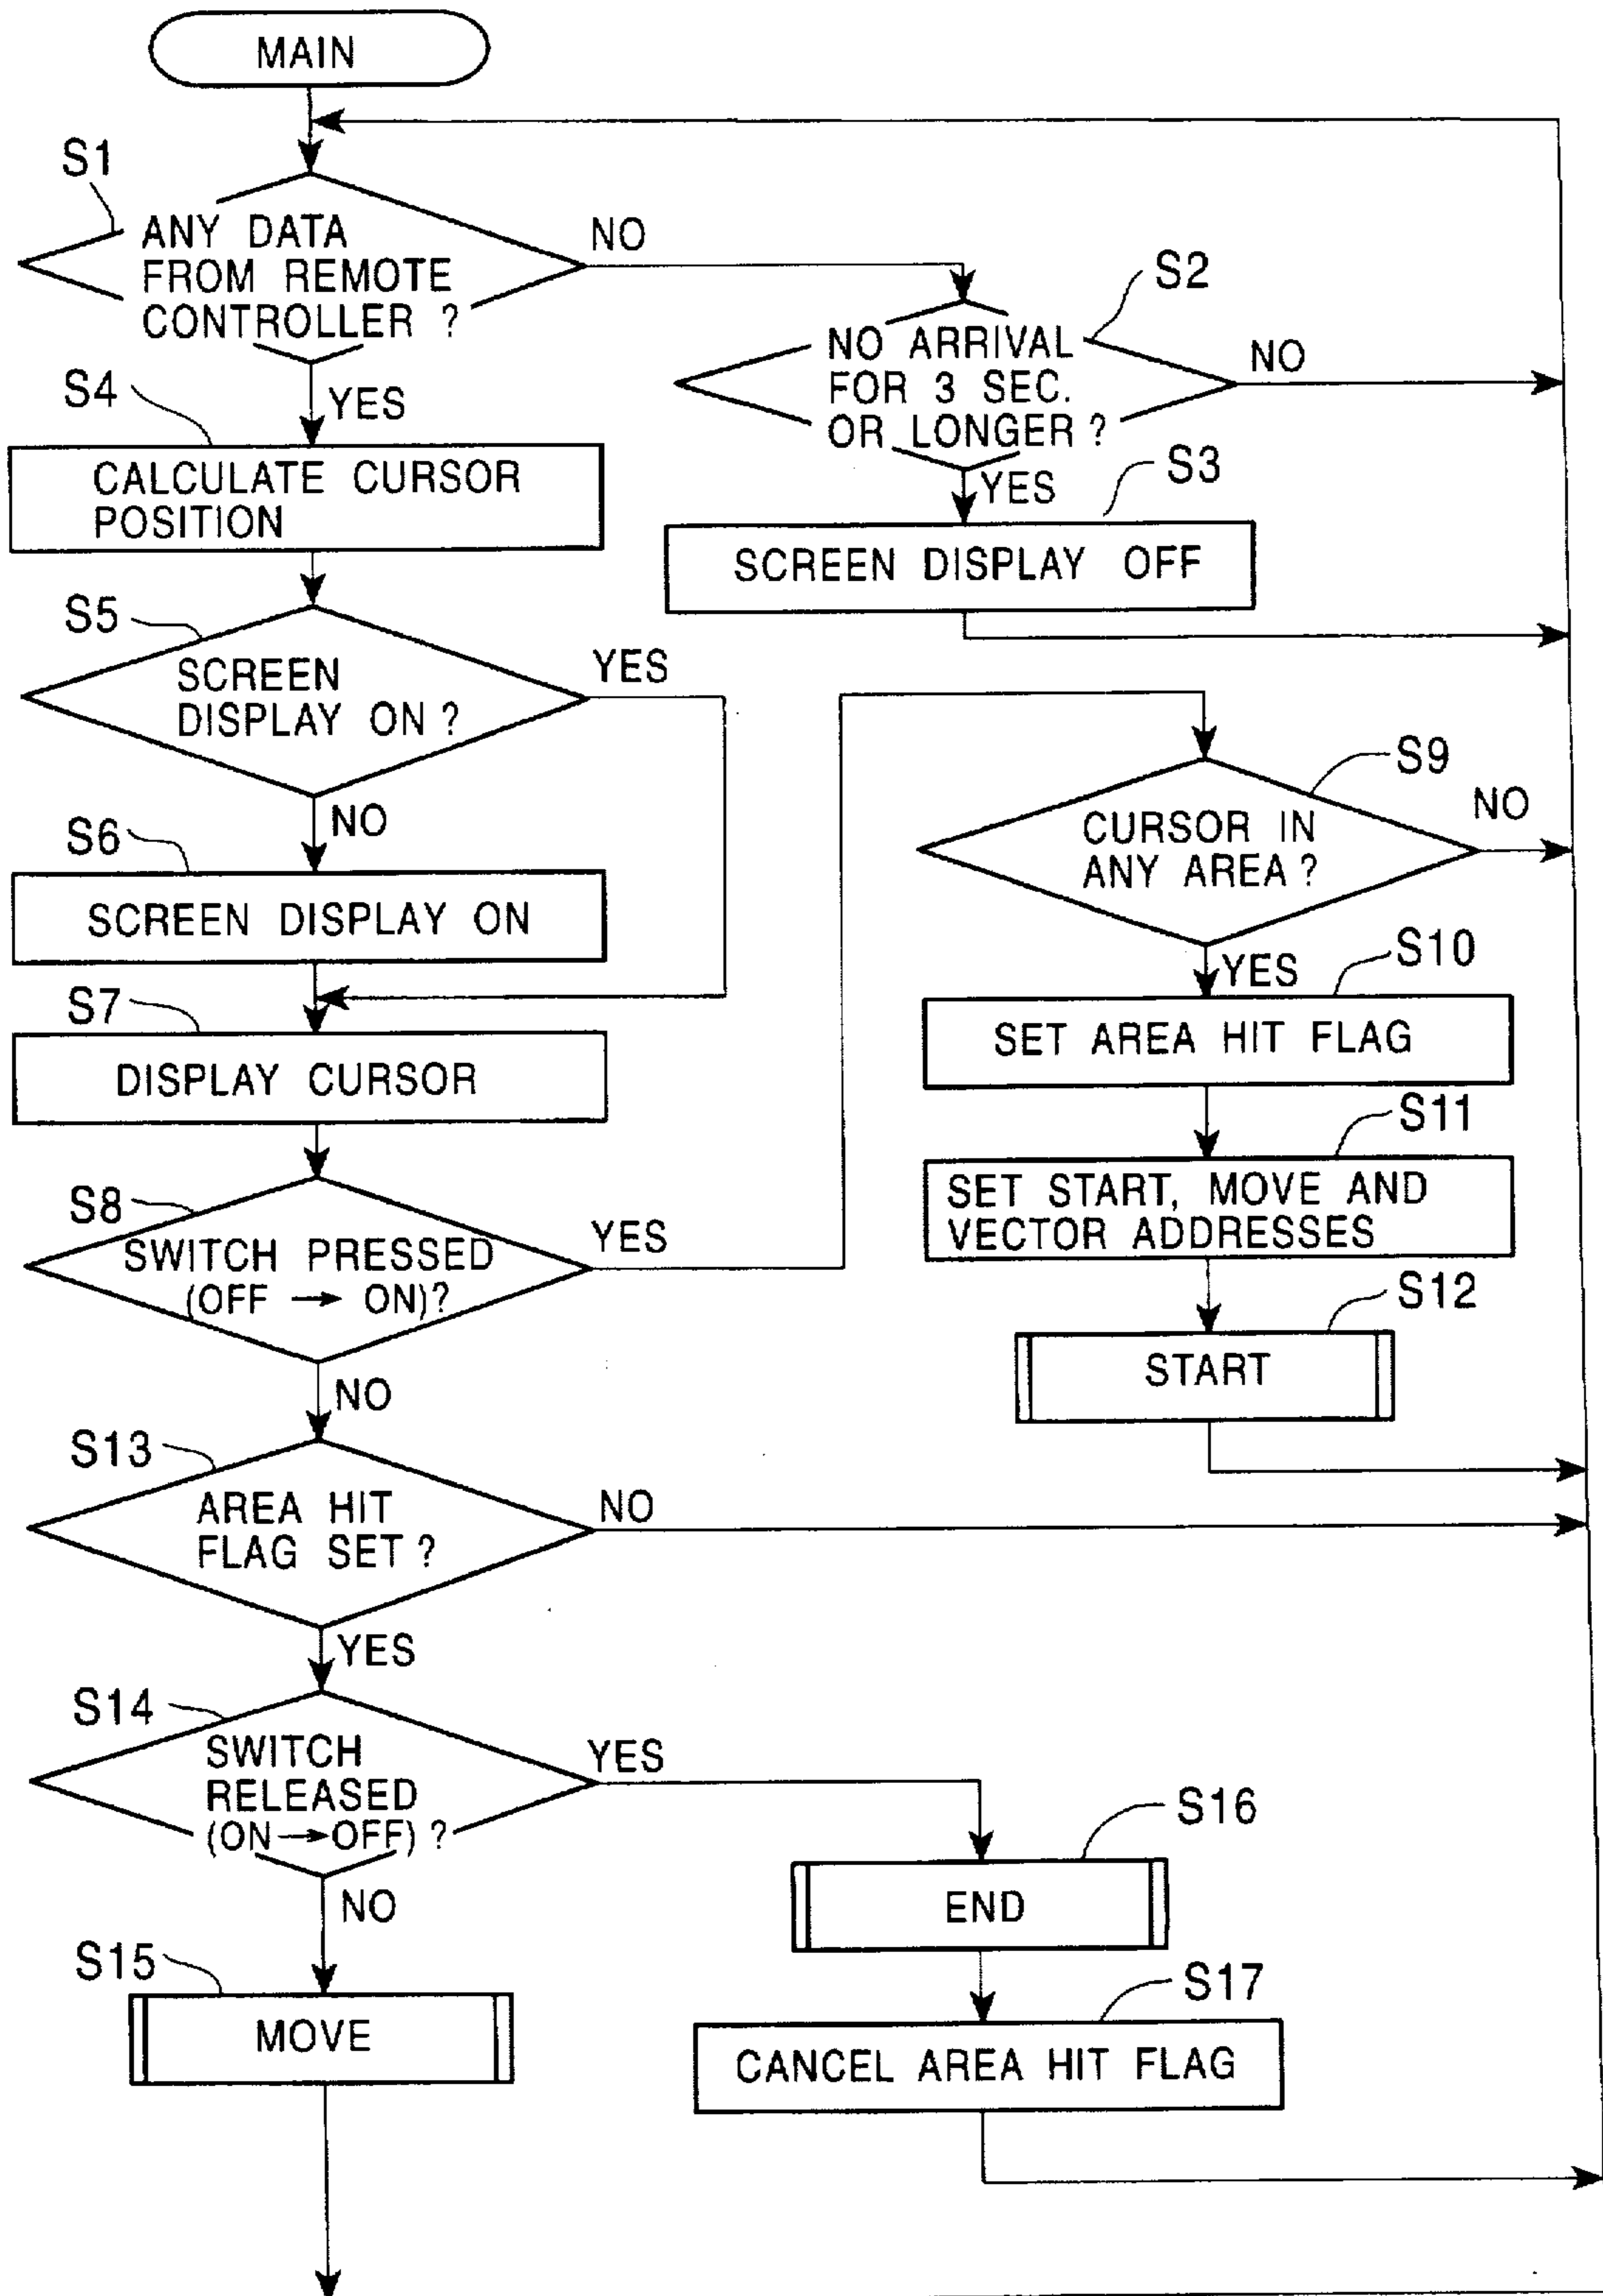 MAIN
S1
ANY DATA
FROM REMOTE
CONTROLLER ?
NO
YES
S2
NO ARRIVAL
FOR 3 SEC.
OR LONGER ?
NO
YES
S3
SCREEN DISPLAY OFF
S4
CALCULATE CURSOR
POSITION
S5
SCREEN
DISPLAY ON ?
YES
NO
S6
SCREEN DISPLAY ON
S7
DISPLAY CURSOR
S8
SWITCH PRESSED
(OFF → ON)?
YES
NO
S9
CURSOR IN
ANY AREA ?
NO
YES
S10
SET AREA HIT FLAG
S11
SET START, MOVE AND
VECTOR ADDRESSES
S12
START
S13
AREA HIT
FLAG SET ?
NO
YES
S14
SWITCH
RELEASED
(ON → OFF) ?
YES
NO
S15
MOVE
S16
END
S17
CANCEL AREA HIT FLAG